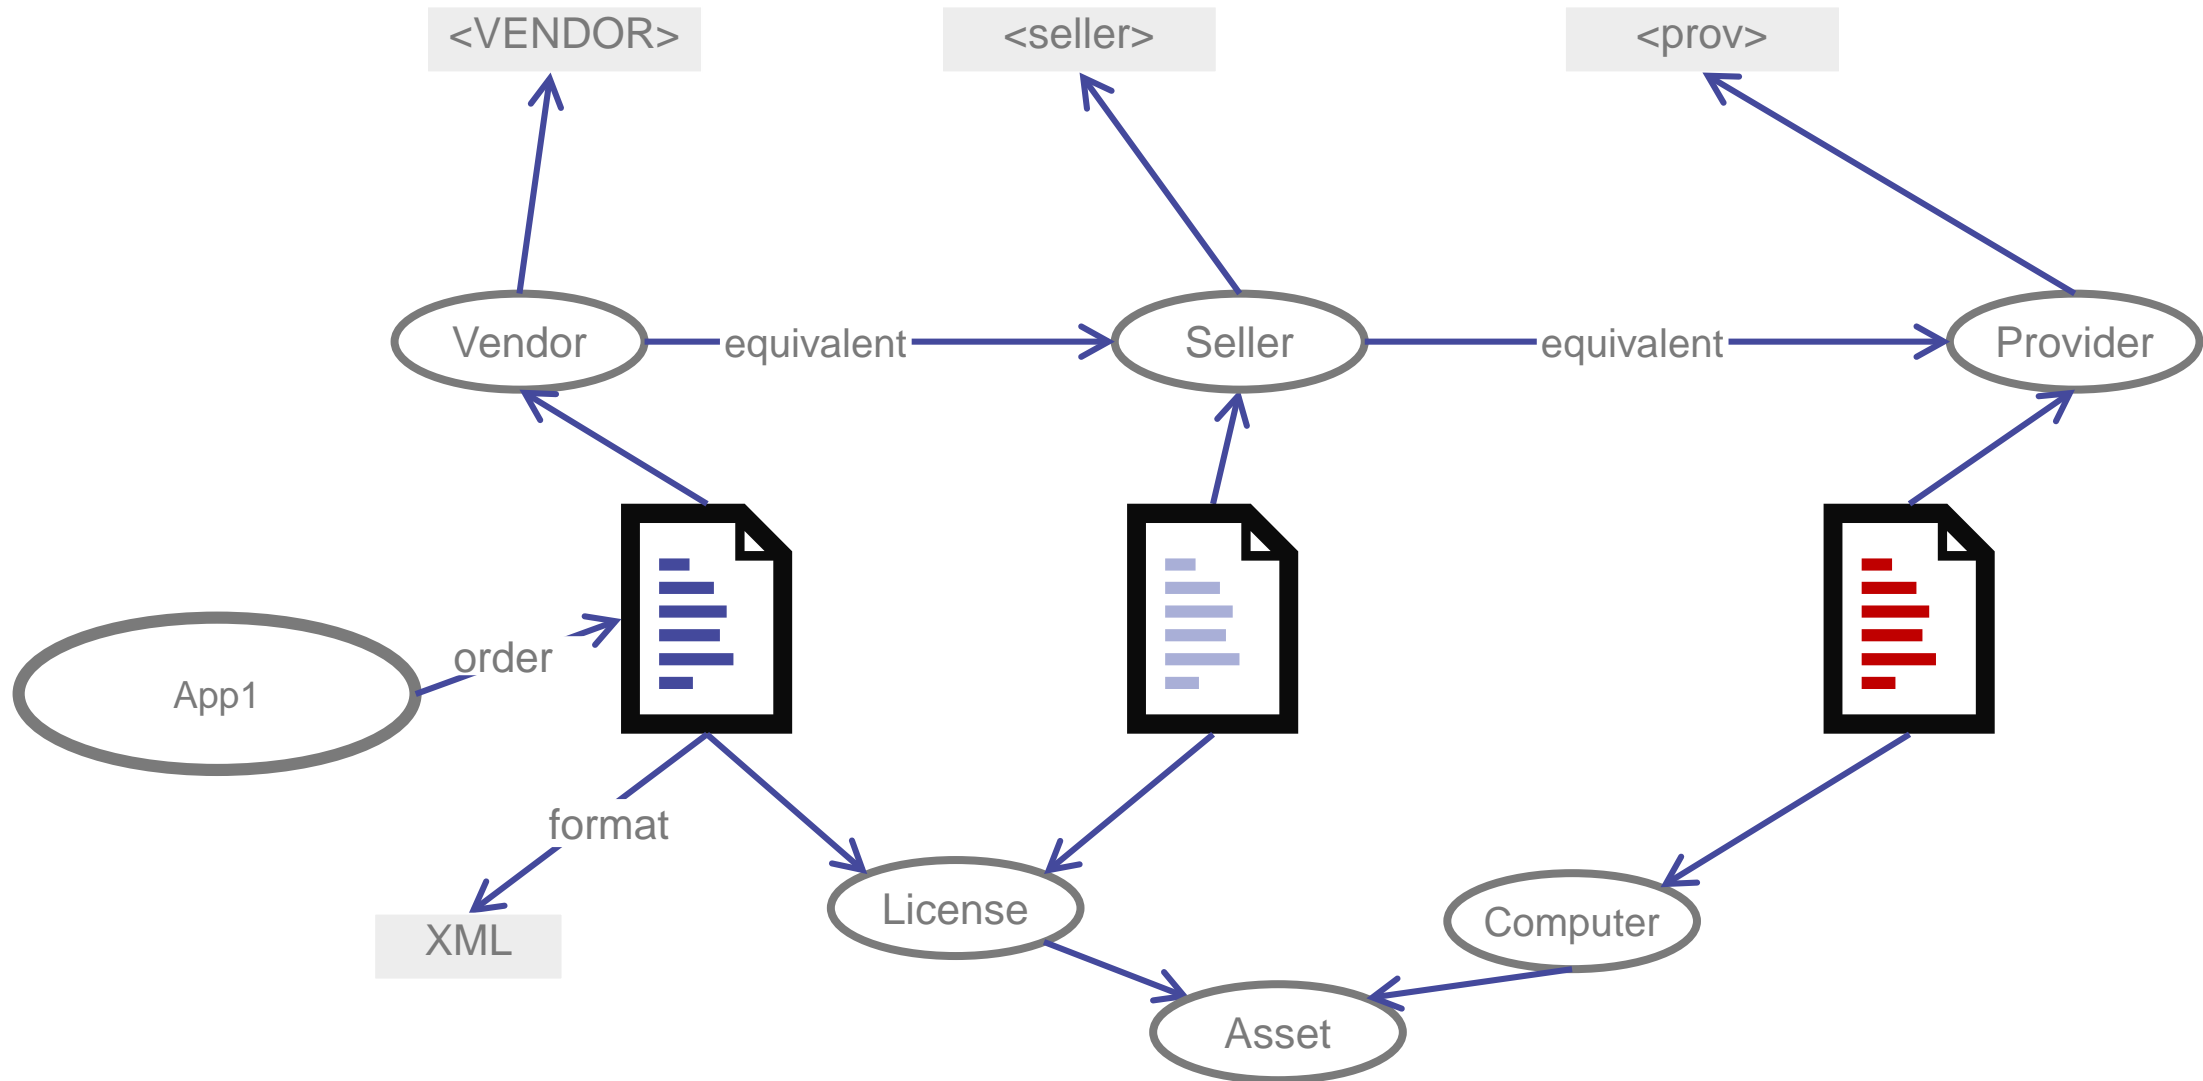 <VENDOR>
<seller>
<prov>
Vendor
equivalent
Seller
equivalent
Provider
order
App1
format
License
Computer
XML
Asset